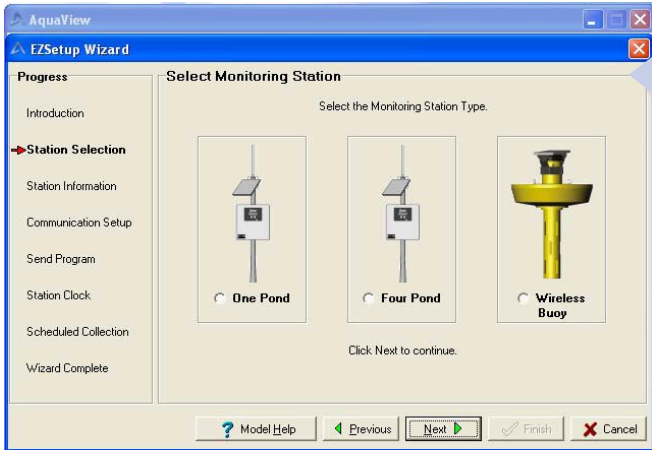 AquaView
EZSetup Wizard
Progress
Introduction
Station Selection
Station Information
Communication Setup
Send Program
Station Clock
Scheduled Collection
Wizard Complete
Select Monitoring Station
Select the Monitoring Station Type.
One Pond
Four Pond
Wireless
Buoy
Click Next to continue.
? Model Help
Previous
Next
Finish
Cancel